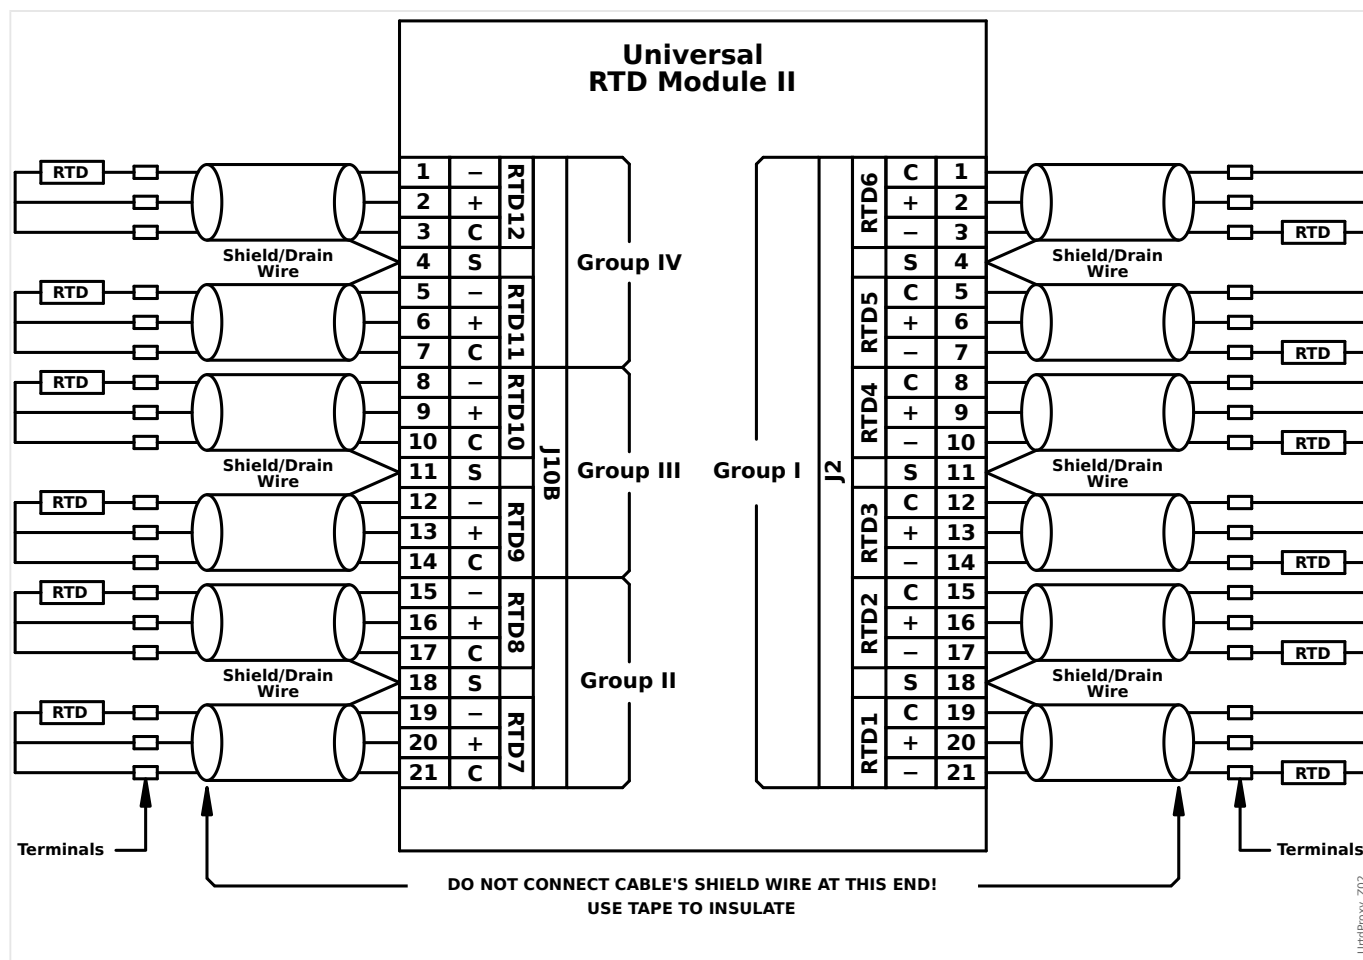 Universal
RTD Module II
RTD 1 − RTD12 RTD6 C 1
2 + + 2
3 C − 3 RTD
Shield/Drain
Wire
4 S Group IV S 4
Shield/Drain
Wire
RTD 5 − RTD11 RTD5 C 5
6 + + 6
7 C − 7 RTD
RTD 8 − RTD10 RTD4 C 8
9 + + 9
10 C − 10 RTD
Shield/Drain
Wire
11 S J10B Group III Group I J2 S 11
Shield/Drain
Wire
RTD 12 − RTD9 RTD3 C 12
13 + + 13
14 C − 14 RTD
RTD 15 − RTD8 RTD2 C 15
16 + + 16
17 C − 17 RTD
Shield/Drain
Wire
18 S Group II S 18
Shield/Drain
Wire
RTD 19 − RTD7 RTD1 C 19
20 + + 20
21 C − 21 RTD
Terminals
Terminals
DO NOT CONNECT CABLE'S SHIELD WIRE AT THIS END!
USE TAPE TO INSULATE